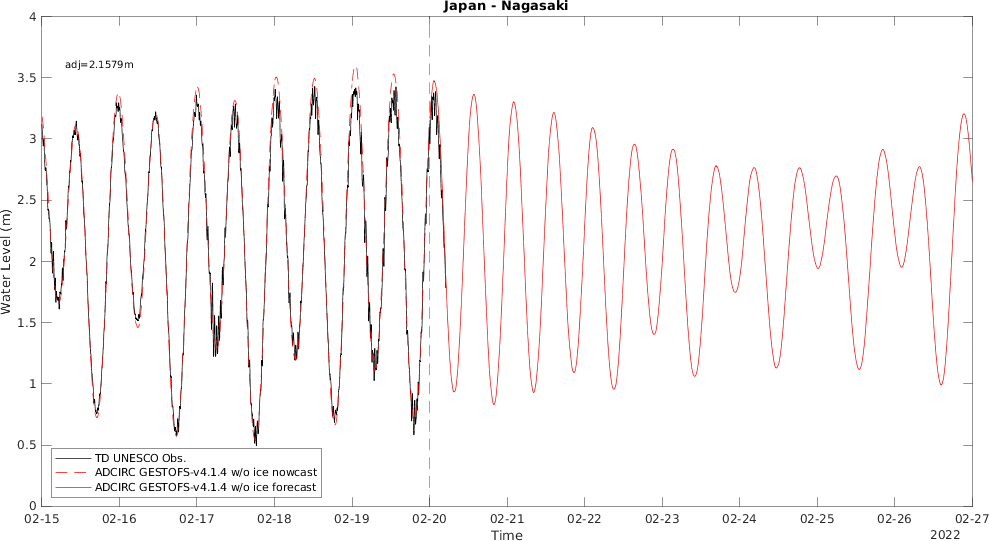 Japan - Nagasaki
4
adj=2.1579m
3.5
3
2.5
2
1.5
1
0.5
0
Water Level (m)
TD UNESCO Obs.
ADCIRC GESTOFS-v4.1.4 w/o ice nowcast
ADCIRC GESTOFS-v4.1.4 w/o ice forecast
02-15 02-16 02-17 02-18 02-19 02-20 02-21 02-22 02-23 02-24 02-25 02-26 02-27
Time
2022